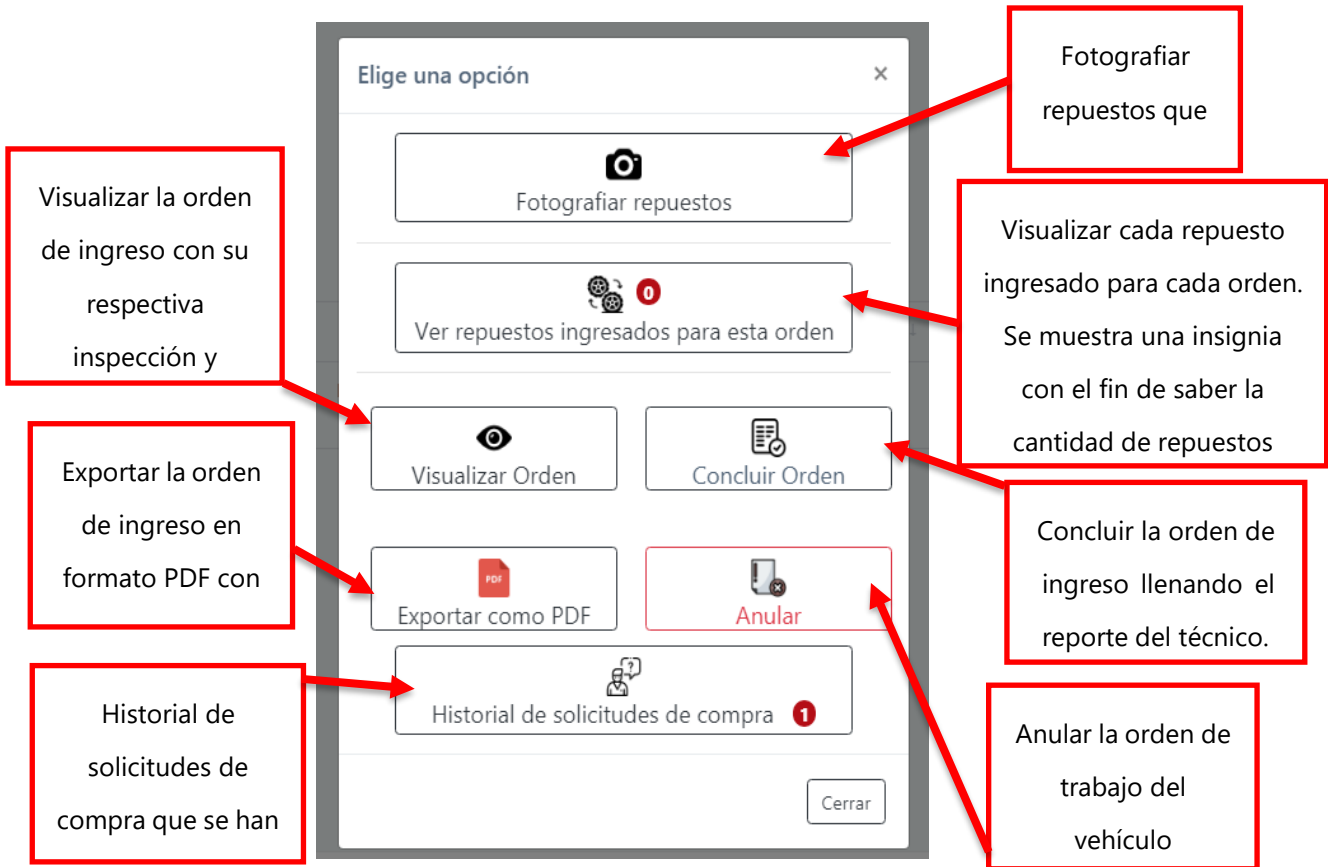 Elige una opción
×
Fotografiar repuestos
0
Ver repuestos ingresados para esta orden
Visualizar Orden
Concluir Orden
PDF
Exportar como PDF
Anular
Historial de solicitudes de compra 1
Cerrar
Visualizar la orden
de ingreso con su
respectiva
inspección y
Exportar la orden
de ingreso en
formato PDF con
Historial de
solicitudes de
compra que se han
Fotografiar
repuestos que
Visualizar cada repuesto
ingresado para cada orden.
Se muestra una insignia
con el fin de saber la
cantidad de repuestos
Concluir la orden de
ingreso llenando el
reporte del técnico.
Anular la orden de
trabajo del
vehículo